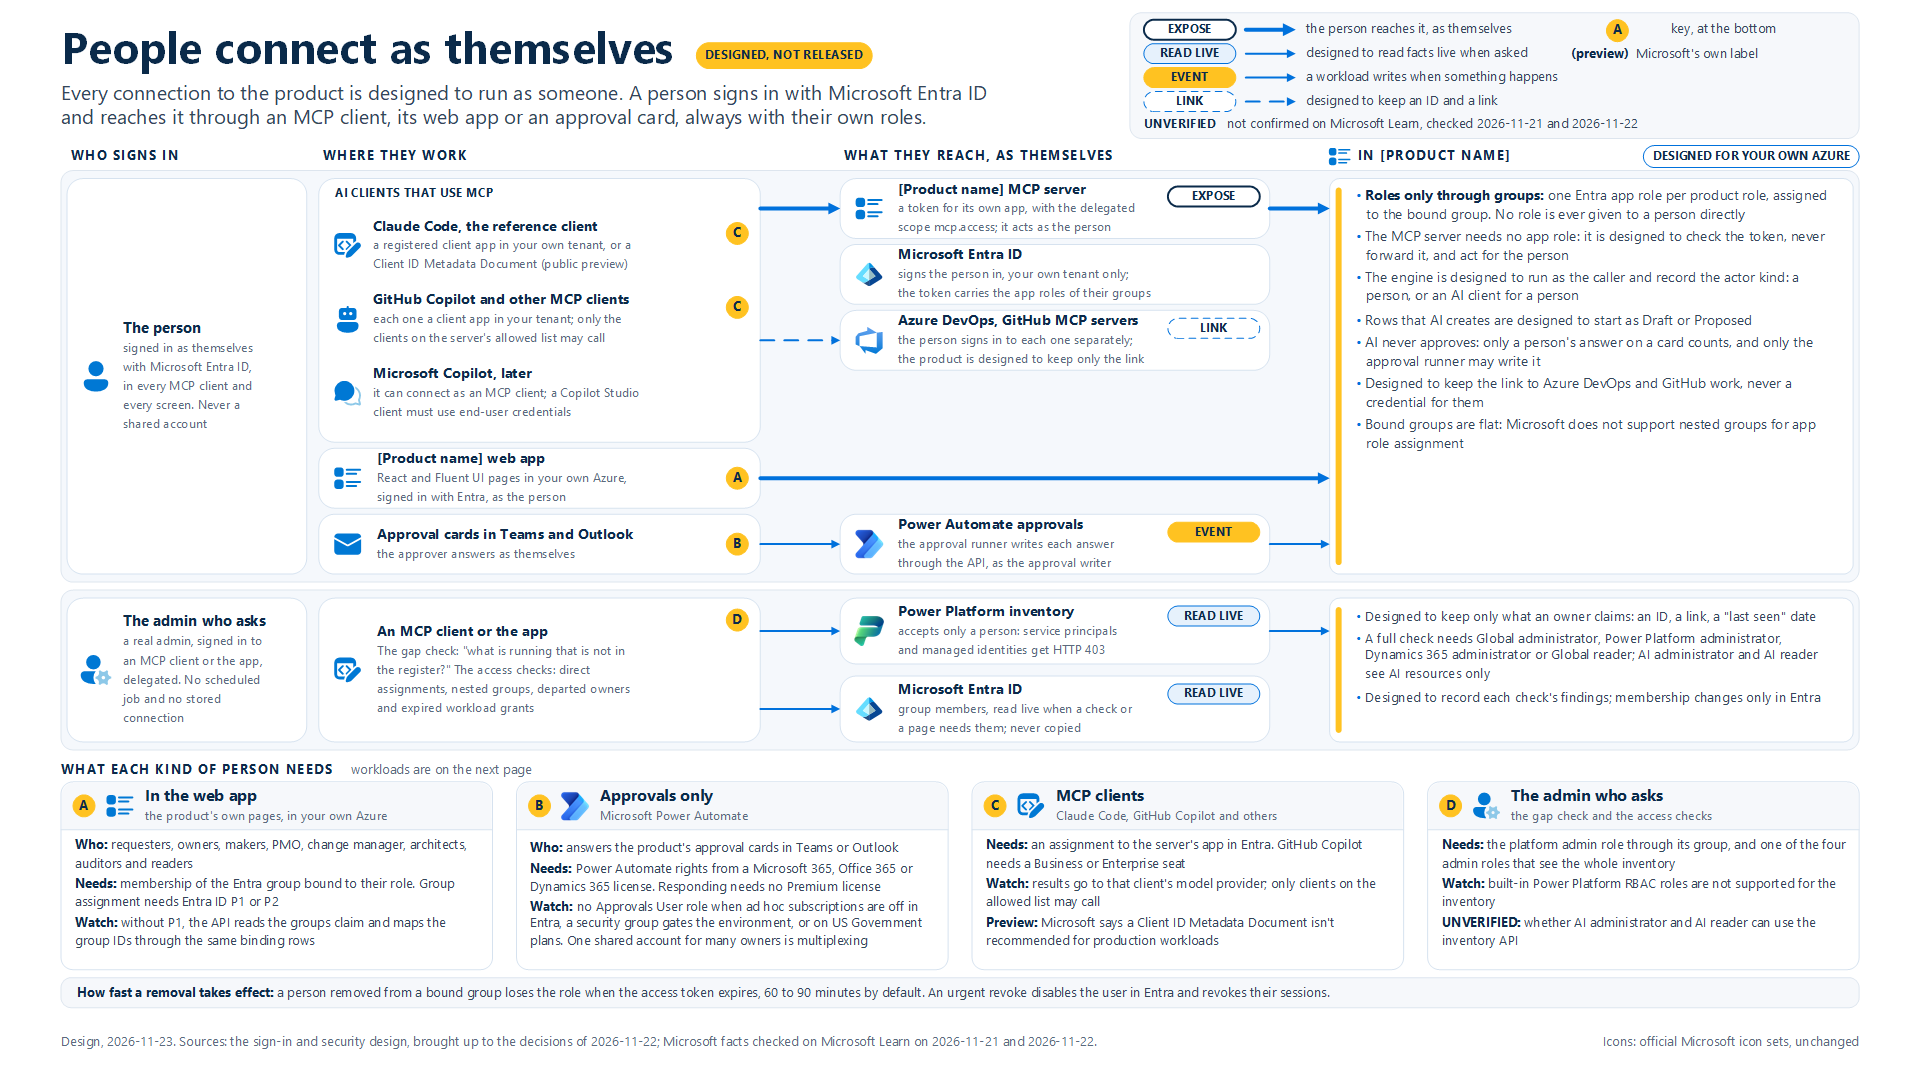 People connect as themselves
DESIGNED, NOT RELEASED
Every connection to the product is designed to run as someone. A person signs in with Microsoft Entra ID
and reaches it through an MCP client, its web app or an approval card, always with their own roles.
EXPOSE
the person reaches it, as themselves
A
key, at the bottom
READ LIVE
designed to read facts live when asked
(preview) Microsoft's own label
EVENT
a workload writes when something happens
LINK
designed to keep an ID and a link
UNVERIFIED not confirmed on Microsoft Learn, checked 2026-11-21 and 2026-11-22
WHO SIGNS IN
WHERE THEY WORK
WHAT THEY REACH, AS THEMSELVES
IN [PRODUCT NAME]
DESIGNED FOR YOUR OWN AZURE
The person
signed in as themselves
with Microsoft Entra ID,
in every MCP client and
every screen. Never a
shared account
AI CLIENTS THAT USE MCP
Claude Code, the reference client
a registered client app in your own tenant, or a
Client ID Metadata Document (public preview)
C
GitHub Copilot and other MCP clients
each one a client app in your tenant; only the
clients on the server's allowed list may call
C
Microsoft Copilot, later
it can connect as an MCP client; a Copilot Studio
client must use end-user credentials
[Product name] web app
React and Fluent UI pages in your own Azure,
signed in with Entra, as the person
A
Approval cards in Teams and Outlook
the approver answers as themselves
B
[Product name] MCP server
a token for its own app, with the delegated
scope mcp.access; it acts as the person
EXPOSE
Microsoft Entra ID
signs the person in, your own tenant only;
the token carries the app roles of their groups
Azure DevOps, GitHub MCP servers
the person signs in to each one separately;
the product is designed to keep only the link
LINK
Power Automate approvals
the approval runner writes each answer
through the API, as the approval writer
EVENT
• Roles only through groups: one Entra app role per product role, assigned
to the bound group. No role is ever given to a person directly
• The MCP server needs no app role: it is designed to check the token, never
forward it, and act for the person
• The engine is designed to run as the caller and record the actor kind: a
person, or an AI client for a person
• Rows that AI creates are designed to start as Draft or Proposed
• AI never approves: only a person's answer on a card counts, and only the
approval runner may write it
• Designed to keep the link to Azure DevOps and GitHub work, never a
credential for them
• Bound groups are flat: Microsoft does not support nested groups for app
role assignment
The admin who asks
a real admin, signed in to
an MCP client or the app,
delegated. No scheduled
job and no stored
connection
An MCP client or the app
The gap check: "what is running that is not in
the register?" The access checks: direct
assignments, nested groups, departed owners
and expired workload grants
D
Power Platform inventory
accepts only a person: service principals
and managed identities get HTTP 403
READ LIVE
Microsoft Entra ID
group members, read live when a check or
a page needs them; never copied
READ LIVE
• Designed to keep only what an owner claims: an ID, a link, a "last seen" date
• A full check needs Global administrator, Power Platform administrator,
Dynamics 365 administrator or Global reader; AI administrator and AI reader
see AI resources only
• Designed to record each check's findings; membership changes only in Entra
WHAT EACH KIND OF PERSON NEEDS
workloads are on the next page
A
In the web app
the product's own pages, in your own Azure
Who: requesters, owners, makers, PMO, change manager, architects,
auditors and readers
Needs: membership of the Entra group bound to their role. Group
assignment needs Entra ID P1 or P2
Watch: without P1, the API reads the groups claim and maps the
group IDs through the same binding rows
B
Approvals only
Microsoft Power Automate
Who: answers the product's approval cards in Teams or Outlook
Needs: Power Automate rights from a Microsoft 365, Office 365 or
Dynamics 365 license. Responding needs no Premium license
Watch: no Approvals User role when ad hoc subscriptions are off in
Entra, a security group gates the environment, or on US Government
plans. One shared account for many owners is multiplexing
C
MCP clients
Claude Code, GitHub Copilot and others
Needs: an assignment to the server's app in Entra. GitHub Copilot
needs a Business or Enterprise seat
Watch: results go to that client's model provider; only clients on the
allowed list may call
Preview: Microsoft says a Client ID Metadata Document isn't
recommended for production workloads
D
The admin who asks
the gap check and the access checks
Needs: the platform admin role through its group, and one of the four
admin roles that see the whole inventory
Watch: built-in Power Platform RBAC roles are not supported for the
inventory
UNVERIFIED: whether AI administrator and AI reader can use the
inventory API
How fast a removal takes effect: a person removed from a bound group loses the role when the access token expires, 60 to 90 minutes by default. An urgent revoke disables the user in Entra and revokes their sessions.
Design, 2026-11-23. Sources: the sign-in and security design, brought up to the decisions of 2026-11-22; Microsoft facts checked on Microsoft Learn on 2026-11-21 and 2026-11-22.
Icons: official Microsoft icon sets, unchanged